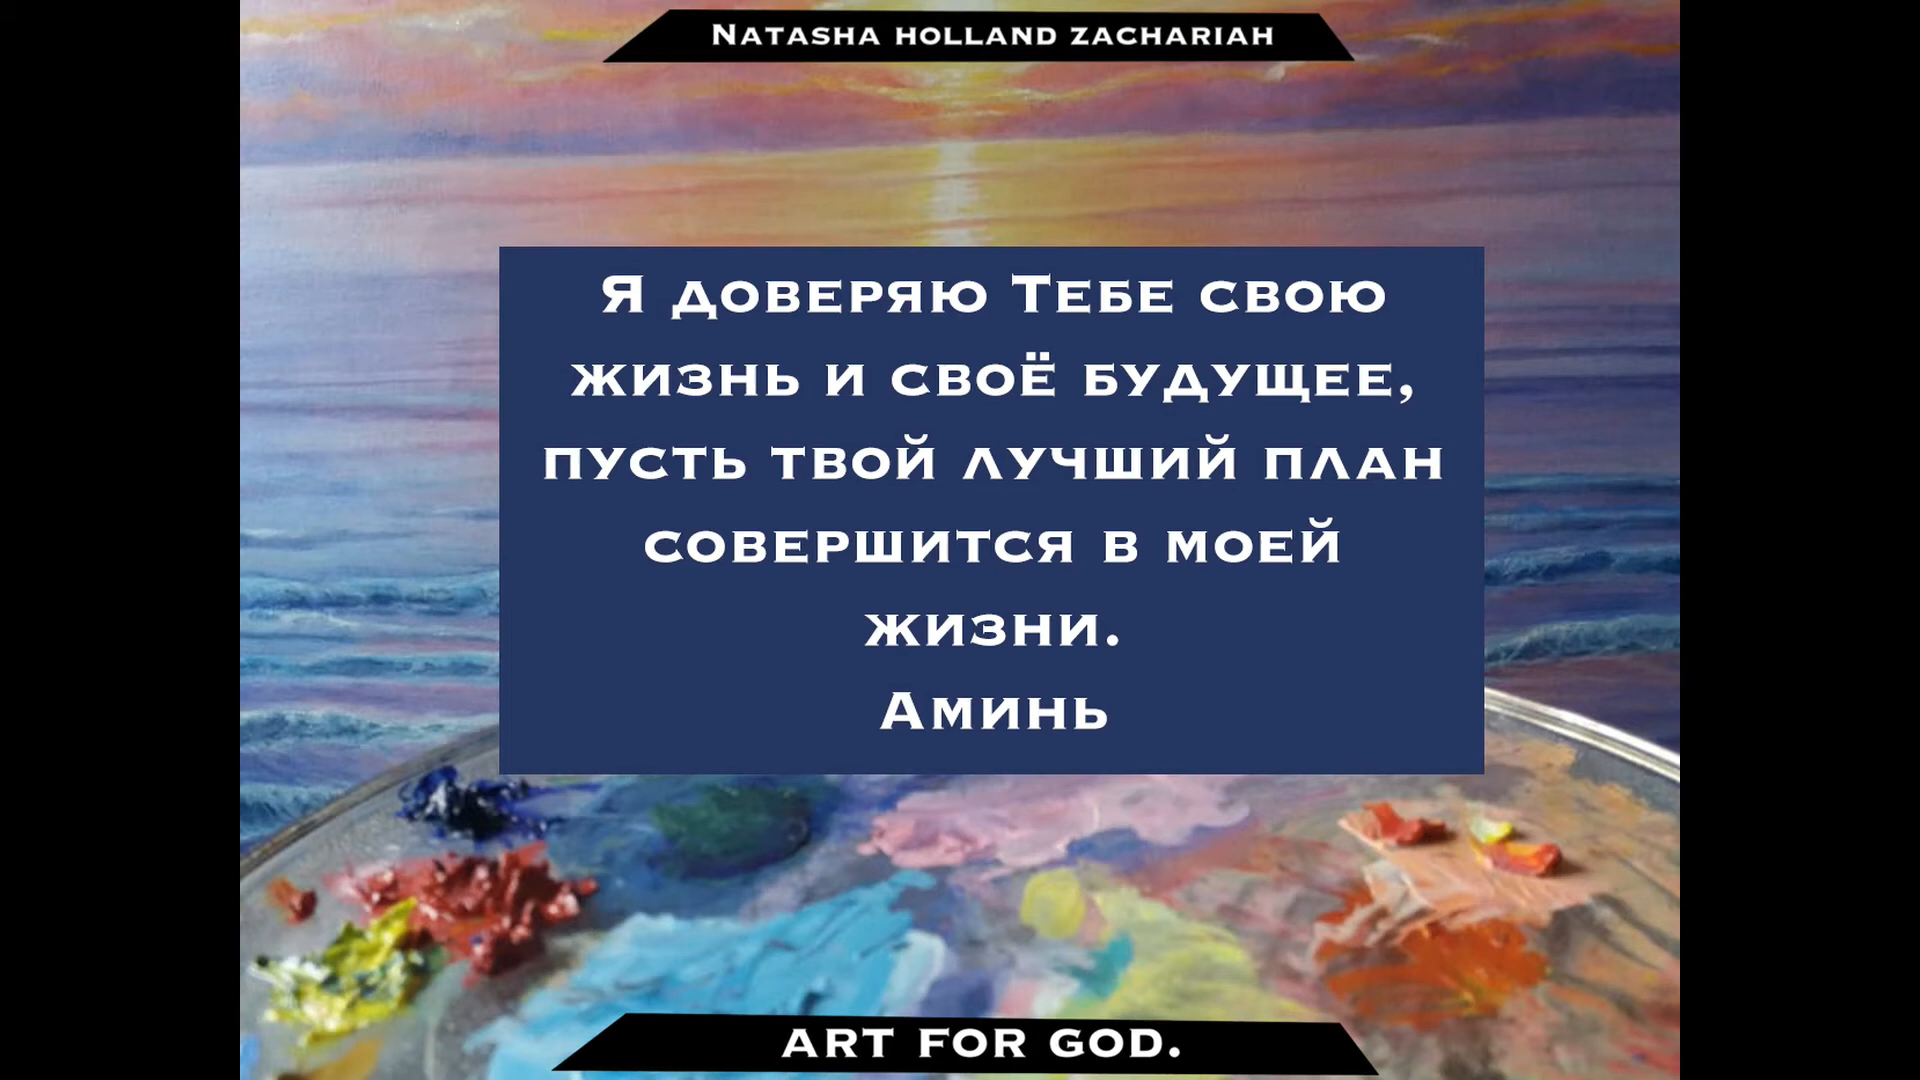 Natasha holland zachariah
Я доверяю Тебе свою
жизнь и своё будущее,
пусть твой лучший план
совершится в моей
жизни.
Аминь
ART FOR GOD.